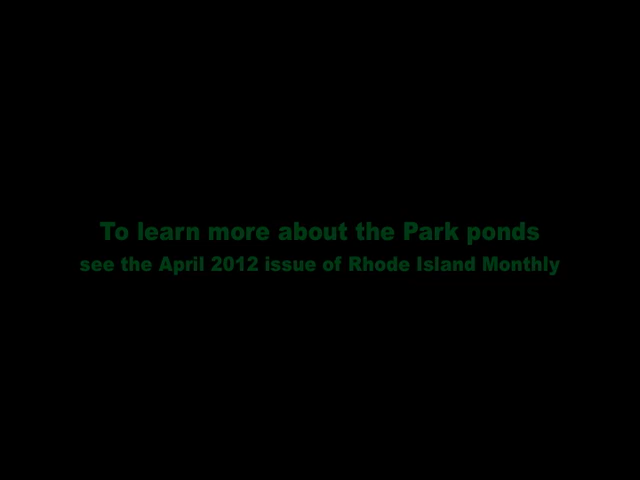 To learn more about the Park ponds
see the April 2012 issue of Rhode Island Monthly